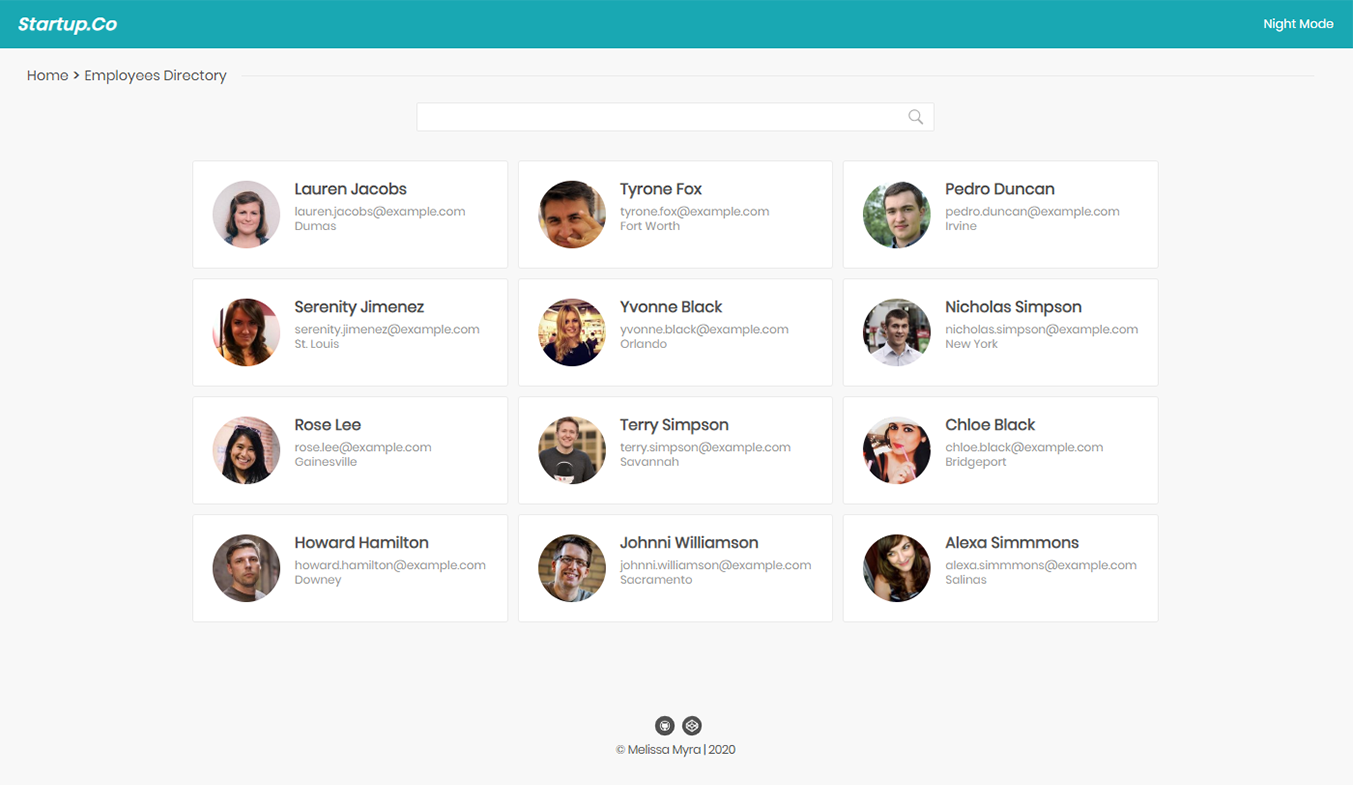 Startup.Co
Night Mode
Home > Employees Directory
Lauren Jacobs
lauren.jacobs@example.com
Dumas
Tyrone Fox
tyrone.fox@example.com
Fort Worth
Pedro Duncan
pedro.duncan@example.com
Irvine
Serenity Jimenez
serenity.jimenez@example.com
St. Louis
Yvonne Black
yvonne.black@example.com
Orlando
Nicholas Simpson
nicholas.simpson@example.com
New York
Rose Lee
rose.lee@example.com
Gainesville
Terry Simpson
terry.simpson@example.com
Savannah
Chloe Black
chloe.black@example.com
Bridgeport
Howard Hamilton
howard.hamilton@example.com
Downey
Johnni Williamson
johnni.williamson@example.com
Sacramento
Alexa Simmmons
alexa.simmmons@example.com
Salinas
© Melissa Myra | 2020